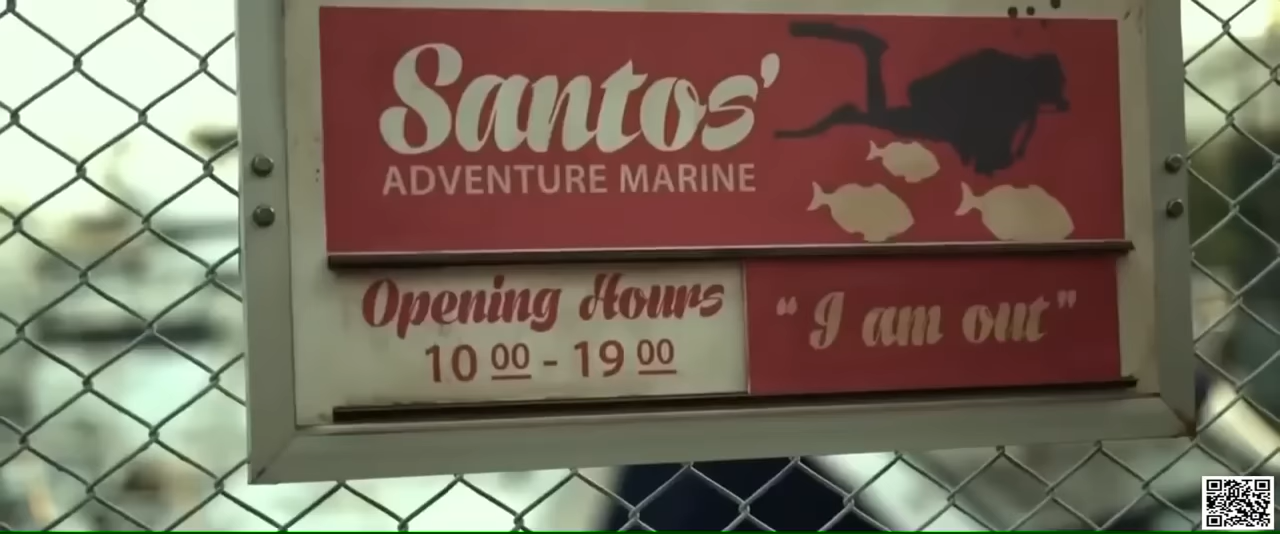 Santos'
ADVENTURE MARINE
Opening Hours
10 00 - 19 00
"I am out"